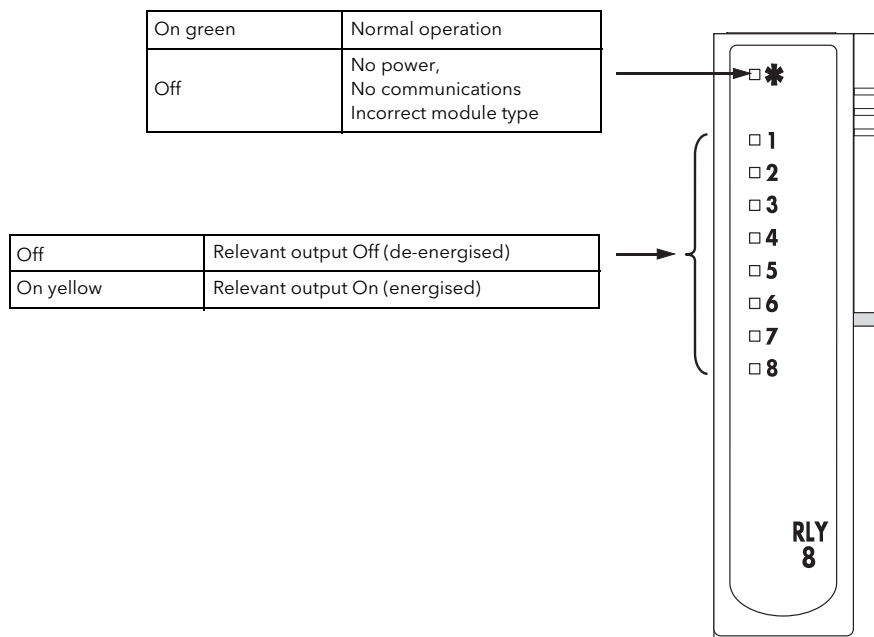 On green Normal operation
Off No power,
No communications
Incorrect module type
✱
1
2
3
4
5
6
7
8
Off Relevant output Off (de-energised)
On yellow Relevant output On (energised)
RLY
8